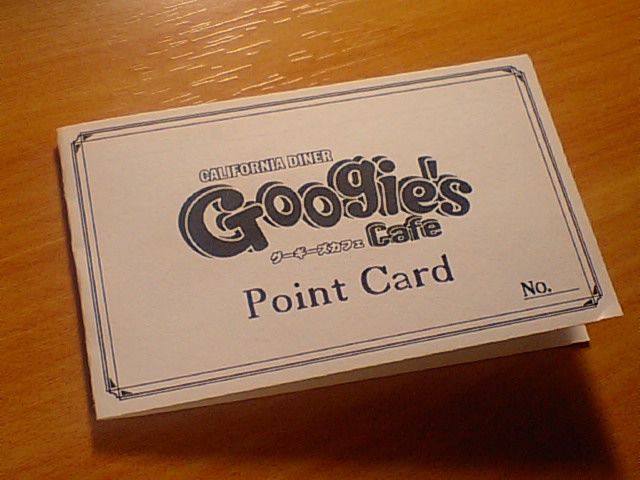 CALIFORNIA DINER
Googie's
グーギーズカフェ Cafe
Point Card
No.